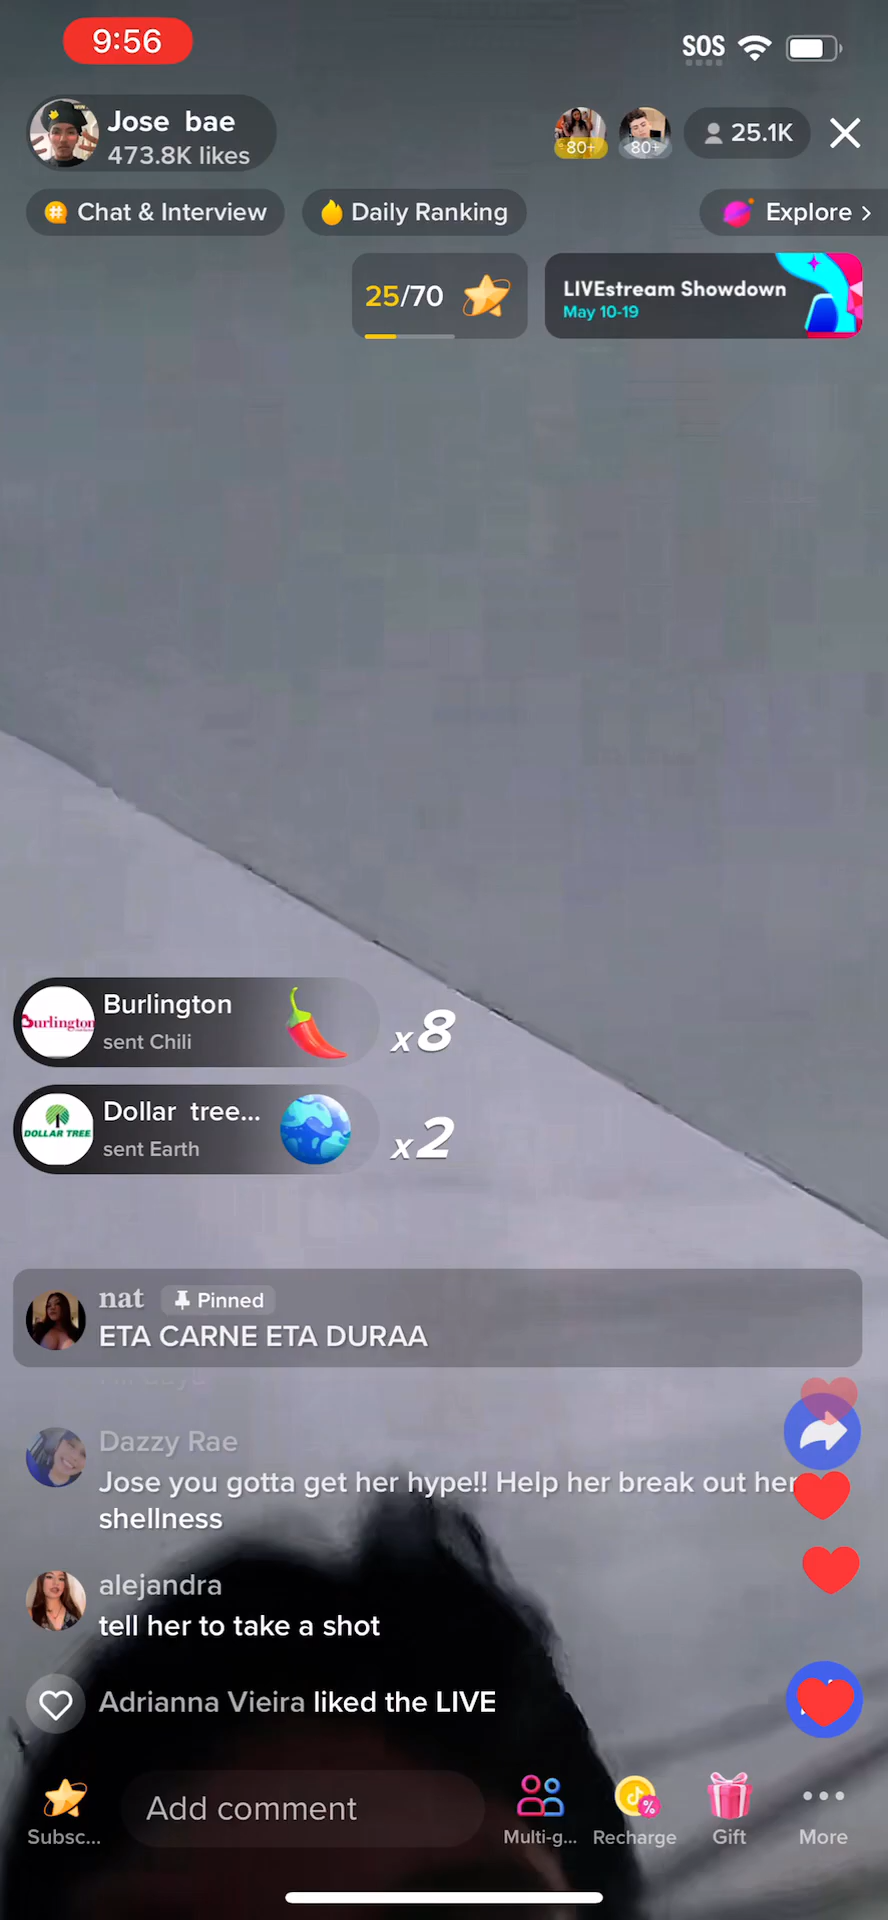 9:56
SOS
Jose bae
473.8K likes
80+
80+
25.1K
Chat & Interview
Daily Ranking
Explore >
25/70
LIVEstream Showdown
May 10-19
Burlington
Burlington
sent Chili
x8
DOLLAR TREE
Dollar tree...
sent Earth
x2
nat
Pinned
ETA CARNE ETA DURAA
Dazzy Rae
Jose you gotta get her hype!! Help her break out her
shellness
alejandra
tell her to take a shot
Adrianna Vieira liked the LIVE
Add comment
Subsc...
Multi-g...
Recharge
Gift
More